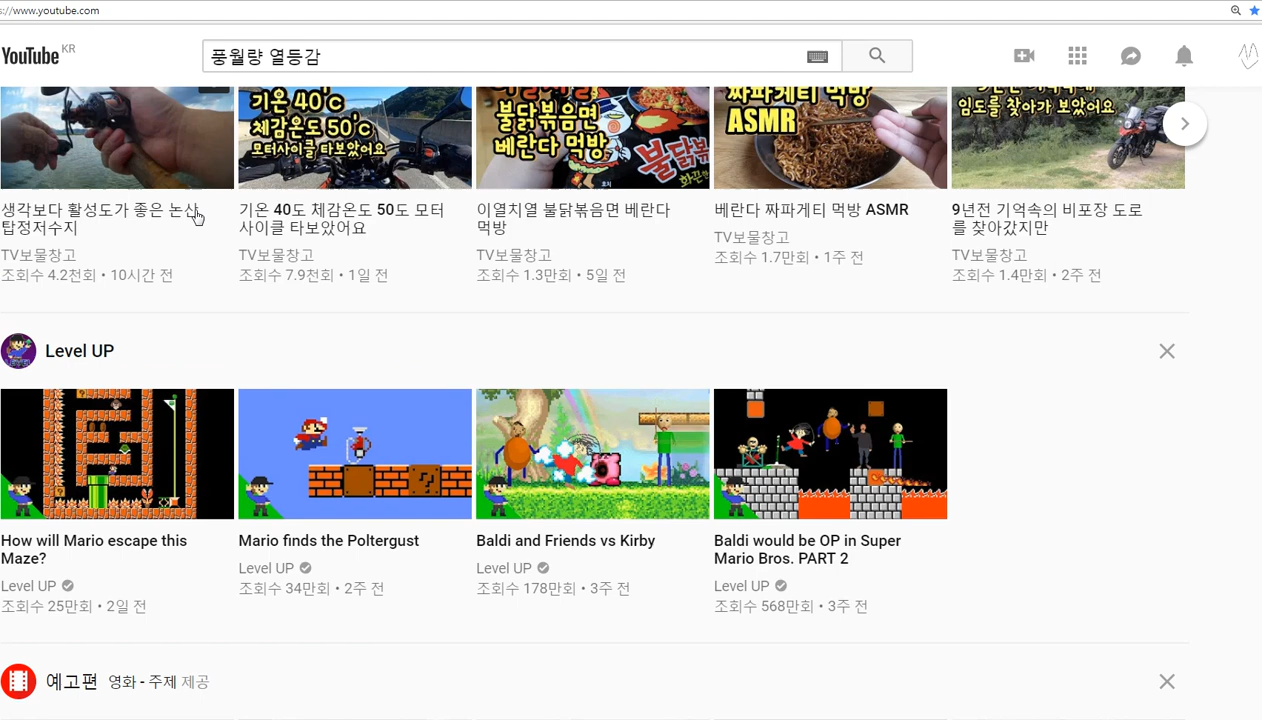 s://www.youtube.com
YouTube KR
풍월량 열등감
기온 40'c
체감온도 50'c
모터사이클 타보았어요
불닭볶음면
베란다 먹방
짜파게티 먹방
ASMR
임도를 찾아가 보았어요
생각보다 활성도가 좋은 논산
탑정저수지
TV보물창고
조회수 4.2천회 • 10시간 전
기온 40도 체감온도 50도 모터
사이클 타보았어요
TV보물창고
조회수 7.9천회 • 1일 전
이열치열 불닭볶음면 베란다
먹방
TV보물창고
조회수 1.3만회 • 5일 전
베란다 짜파게티 먹방 ASMR
TV보물창고
조회수 1.7만회 • 1주 전
9년전 기억속의 비포장 도로
를 찾아갔지만
TV보물창고
조회수 1.4만회 • 2주 전
Level UP
How will Mario escape this
Maze?
Level UP
조회수 25만회 • 2일 전
Mario finds the Poltergust
Level UP
조회수 34만회 • 2주 전
Baldi and Friends vs Kirby
Level UP
조회수 178만회 • 3주 전
Baldi would be OP in Super
Mario Bros. PART 2
Level UP
조회수 568만회 • 3주 전
예고편 영화 - 주제 제공